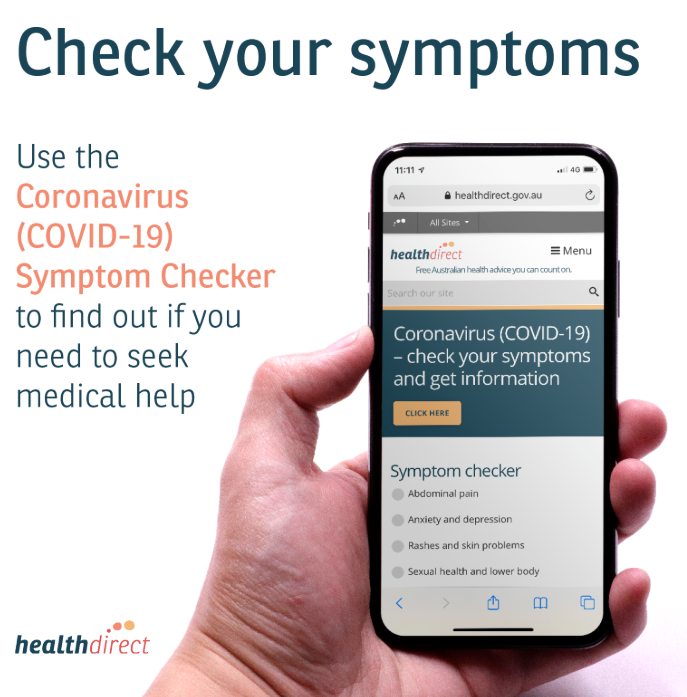 Check your symptoms
Use the
Coronavirus
(COVID-19)
Symptom Checker
to find out if you
need to seek
medical help
11:11
4G
AA
healthdirect.gov.au
All Sites
healthdirect
Menu
Free Australian health advice you can count on.
Search our site
Coronavirus (COVID-19)
– check your symptoms
and get information
CLICK HERE
Symptom checker
Abdominal pain
Anxiety and depression
Rashes and skin problems
Sexual health and lower body
healthdirect